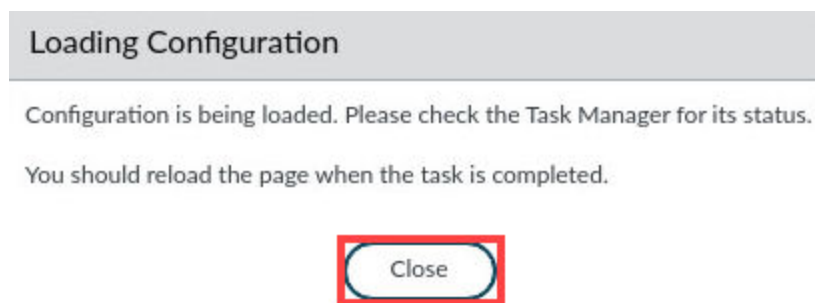 Loading Configuration
Configuration is being loaded. Please check the Task Manager for its status.
You should reload the page when the task is completed.
Close